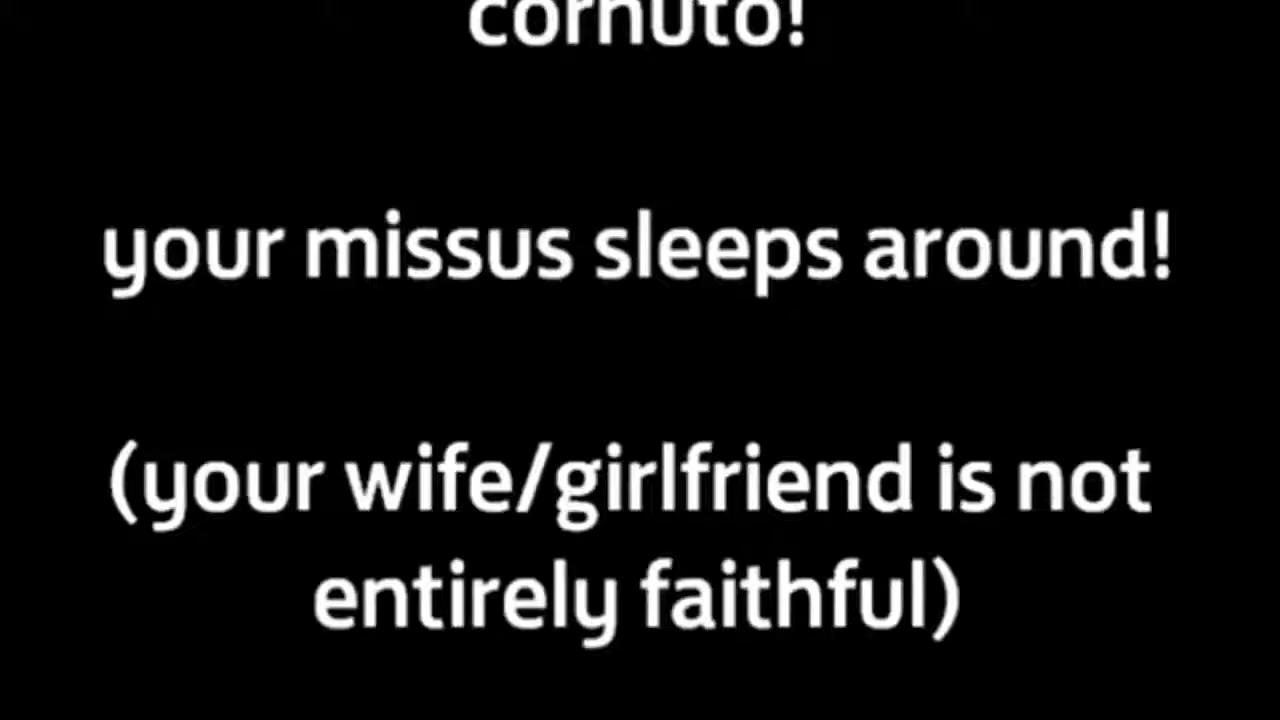 cornuto!
your missus sleeps around!
(your wife/girlfriend is not
entirely faithful)